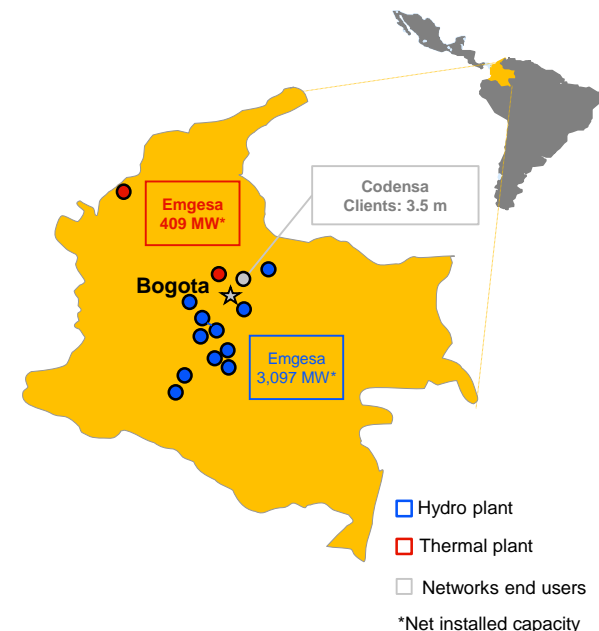 Emgesa
409 MW*
Codensa
Clients: 3.5 m
Bogota
Emgesa
3,097 MW*
Hydro plant
Thermal plant
Networks end users
*Net installed capacity